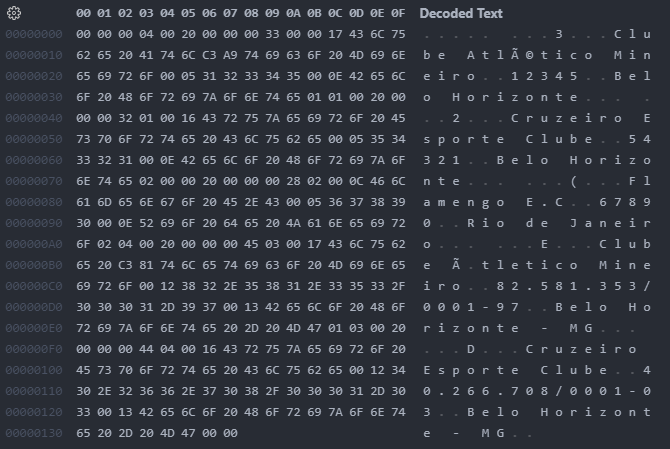 00 01 02 03 04 05 06 07 08 09 0A 0B 0C 0D 0E 0F Decoded Text
00000000 00 00 00 04 00 20 00 00 00 33 00 00 17 43 6C 75 . . . . .   . . . 3 . . . C l u
00000010 62 65 20 41 74 6C C3 A9 74 69 63 6F 20 4D 69 6E b e   A t l Ã © t i c o   M i n
00000020 65 69 72 6F 00 05 31 32 33 34 35 00 0E 42 65 6C e i r o . . 1 2 3 4 5 . . B e l
00000030 6F 20 48 6F 72 69 7A 6F 6E 74 65 01 01 00 20 00 o   H o r i z o n t e . . .   .
00000040 00 00 32 01 00 16 43 72 75 7A 65 69 72 6F 20 45 . . 2 . . . C r u z e i r o   E
00000050 73 70 6F 72 74 65 20 43 6C 75 62 65 00 05 35 34 s p o r t e   C l u b e . . 5 4
00000060 33 32 31 00 0E 42 65 6C 6F 20 48 6F 72 69 7A 6F 3 2 1 . . B e l o   H o r i z o
00000070 6E 74 65 02 00 00 20 00 00 00 28 02 00 0C 46 6C n t e . . .   . . . ( . . . F l
00000080 61 6D 65 6E 67 6F 20 45 2E 43 00 05 36 37 38 39 a m e n g o   E . C . . 6 7 8 9
00000090 30 00 0E 52 69 6F 20 64 65 20 4A 61 6E 65 69 72 0 . . R i o   d e   J a n e i r
000000A0 6F 02 04 00 20 00 00 00 45 03 00 17 43 6C 75 62 o . . .   . . . E . . . C l u b
000000B0 65 20 C3 81 74 6C 65 74 69 63 6F 20 4D 69 6E 65 e   Ã . t l e t i c o   M i n e
000000C0 69 72 6F 00 12 38 32 2E 35 38 31 2E 33 35 33 2F i r o . . 8 2 . 5 8 1 . 3 5 3 /
000000D0 30 30 30 31 2D 39 37 00 13 42 65 6C 6F 20 48 6F 0 0 0 1 - 9 7 . . B e l o   H o
000000E0 72 69 7A 6F 6E 74 65 20 2D 20 4D 47 01 03 00 20 r i z o n t e   -   M G . . .
000000F0 00 00 00 44 04 00 16 43 72 75 7A 65 69 72 6F 20 . . . D . . . C r u z e i r o
00000100 45 73 70 6F 72 74 65 20 43 6C 75 62 65 00 12 34 E s p o r t e   C l u b e . . 4
00000110 30 2E 32 36 36 2E 37 30 38 2F 30 30 30 31 2D 30 0 . 2 6 6 . 7 0 8 / 0 0 0 1 - 0
00000120 33 00 13 42 65 6C 6F 20 48 6F 72 69 7A 6F 6E 74 3 . . B e l o   H o r i z o n t
00000130 65 20 2D 20 4D 47 00 00 e   -   M G . .